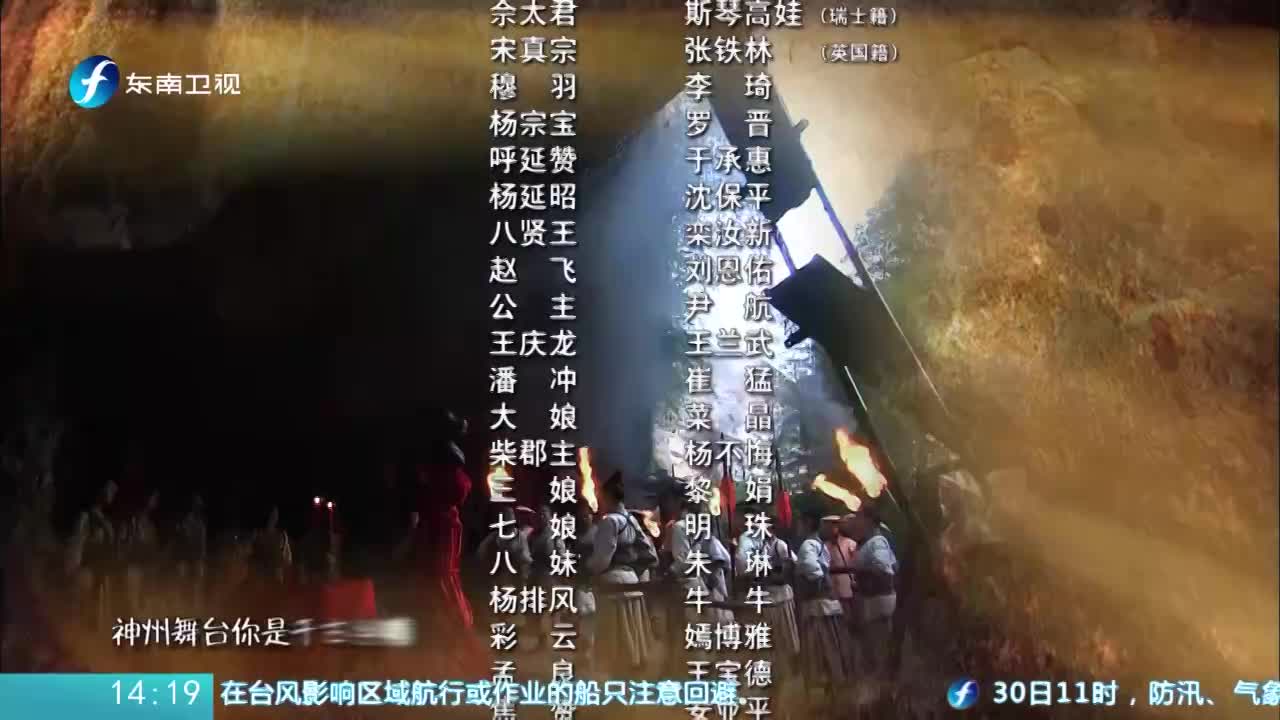 佘太君 斯琴高娃（瑞士籍）
宋真宗 张铁林（英国籍）
穆羽 李琦
杨宗宝 罗晋
呼延赞 于承惠
杨延昭 沈保平
八贤王 栾汝新
赵飞 刘恩佑
公主 尹航
王庆龙 王兰武
潘冲 崔猛
大娘 菜晶
柴郡主 杨不悔
三娘 黎娟
七娘 明珠
八妹 朱琳
杨排风 牛牛
彩云 嫣博雅
孟良 王宝德
焦赞 安亚平
东南卫视
神州舞台你是
14:19 在台风影响区域航行或作业的船只注意回避。 30日11时，防汛、气象